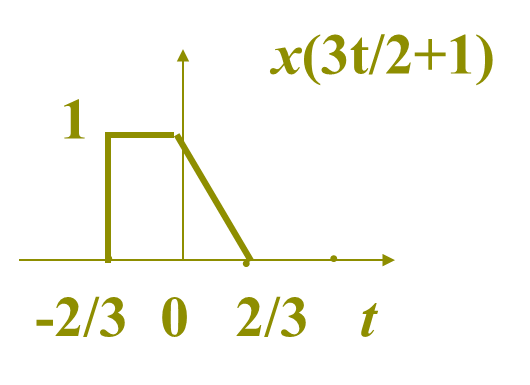 x(3t/2+1)
1
-2/3 0 2/3 t